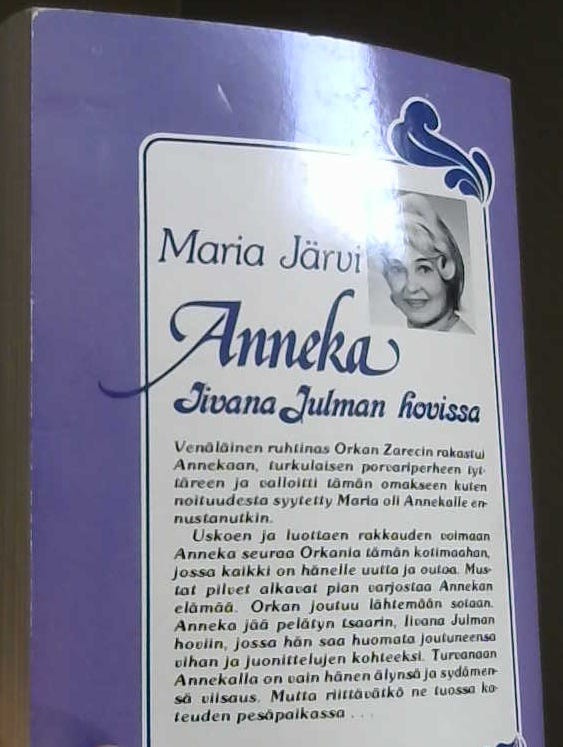 Maria Järvi
Anneka
Iivana Julman hovissa
Venäläinen ruhtinas Orkan Zarecin rakastui
Annekaan, turkulaisen porvariperheen tyt-
täreen ja valloitti tämän omakseen kuten
noituudesta syytetty Maria oli Annekalle en-
nustanutkin.
Uskoen ja luottaen rakkauden voimaan
Anneka seuraa Orkania tämän kotimaahan,
jossa kaikki on hänelle uutta ja outoa. Mus-
tat pilvet alkavat pian varjostaa Annekan
elämää. Orkan joutuu lähtemään sotaan.
Anneka jää pelätyn tsaarin, Iivana Julman
hoviin, jossa hän saa huomata joutuneensa
vihan ja juonittelujen kohteeksi. Turvanaan
Annekalla on vain hänen älynsä ja sydämen-
sä viisaus. Mutta riittävätkö ne tuossa ka-
teuden pesäpaikassa . . .